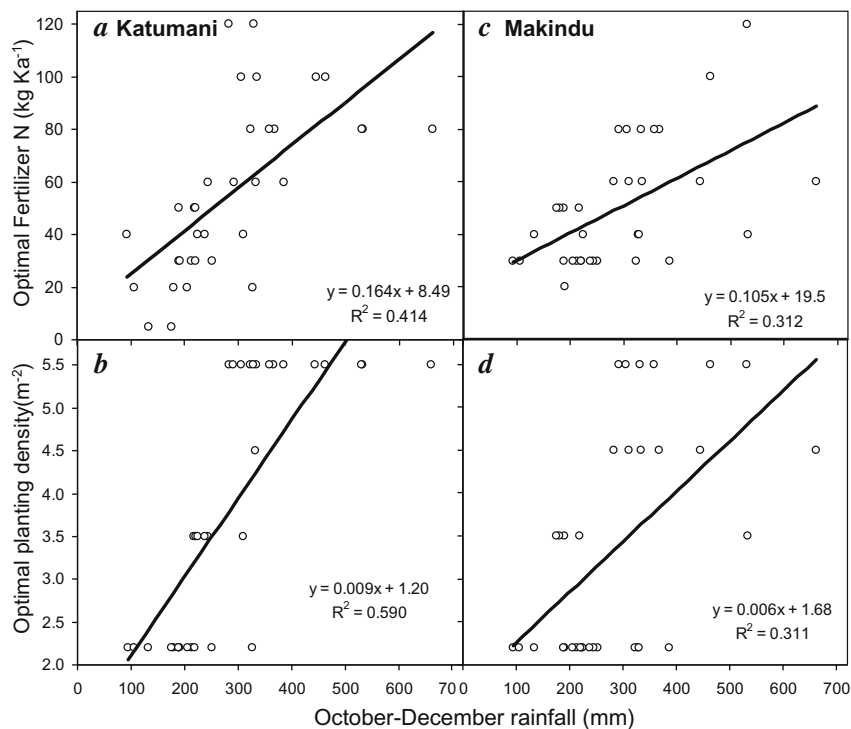 a Katumani
c Makindu
Optimal Fertilizer N (kg Ka-1)
120
100
80
60
40
20
0
y = 0.164x + 8.49
R2 = 0.414
y = 0.105x + 19.5
R2 = 0.312
b
d
Optimal planting density(m-2)
5.5
5.0
4.5
4.0
3.5
3.0
2.5
2.0
y = 0.009x + 1.20
R2 = 0.590
y = 0.006x + 1.68
R2 = 0.311
0 100 200 300 400 500 600 70 0 100 200 300 400 500 600 700
October-December rainfall (mm)